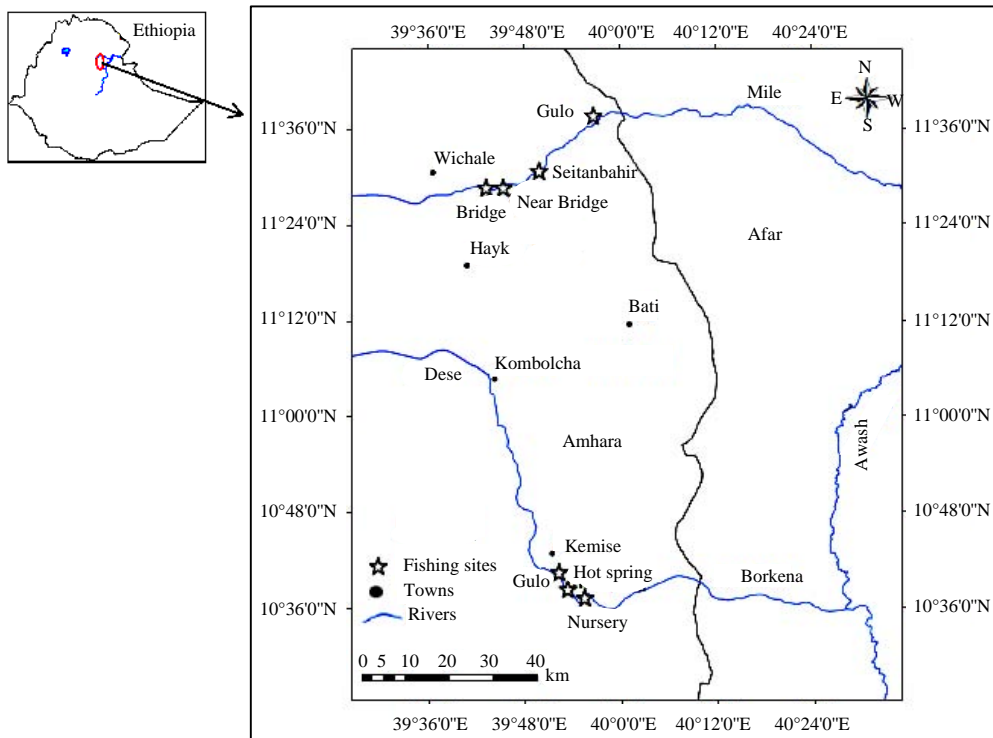 Ethiopia
39°36'0"E 39°48'0"E 40°00'0"E 40°12'0"E 40°24'0"E
N
E W
S
Mile
Gulo
11°36'0"N 11°36'0"N
Wichale
Seitanbahir
Bridge Near Bridge
11°24'0"N 11°24'0"N
Afar
Hayk
Bati
11°12'0"N 11°12'0"N
Dese Kombolcha
11°00'0"N 11°00'0"N
Amhara
Awash
10°48'0"N 10°48'0"N
Kemise
Fishing sites
Gulo Hot spring
Towns
Borkena
10°36'0"N 10°36'0"N
Rivers
Nursery
0 5 10 20 30 40
km
39°36'0"E 39°48'0"E 40°00'0"E 40°12'0"E 40°24'0"E